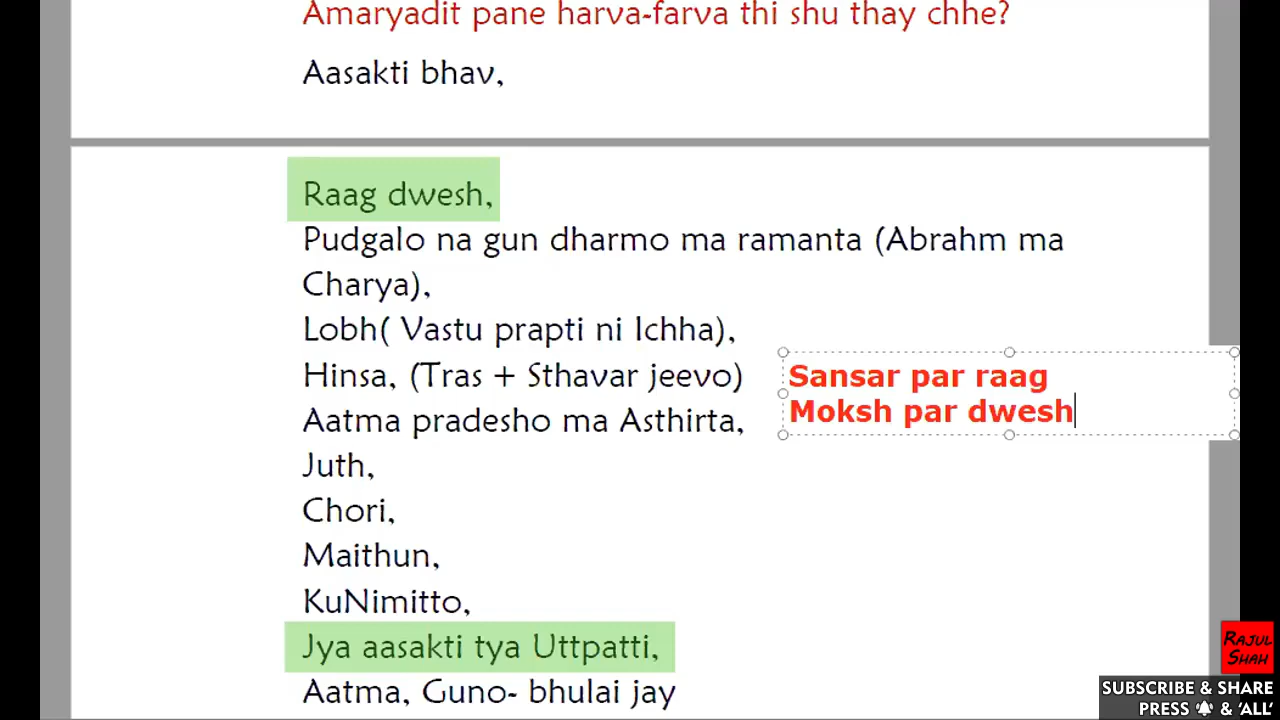 Amaryadit pane harva-farva thi shu thay chhe?
Aasakti bhav,
Raag dwesh,
Pudgalo na gun dharmo ma ramanta (Abrahm ma
Charya),
Lobh( Vastu prapti ni Ichha),
Hinsa, (Tras + Sthavar jeevo)
Aatma pradesho ma Asthirta,
Sansar par raag
Moksh par dwesh
Juth,
Chori,
Maithun,
KuNimitto,
Jya aasakti tya Uttpatti,
Aatma, Guno- bhulai jay
RAJUL
SHAH
SUBSCRIBE & SHARE
PRESS & 'ALL'